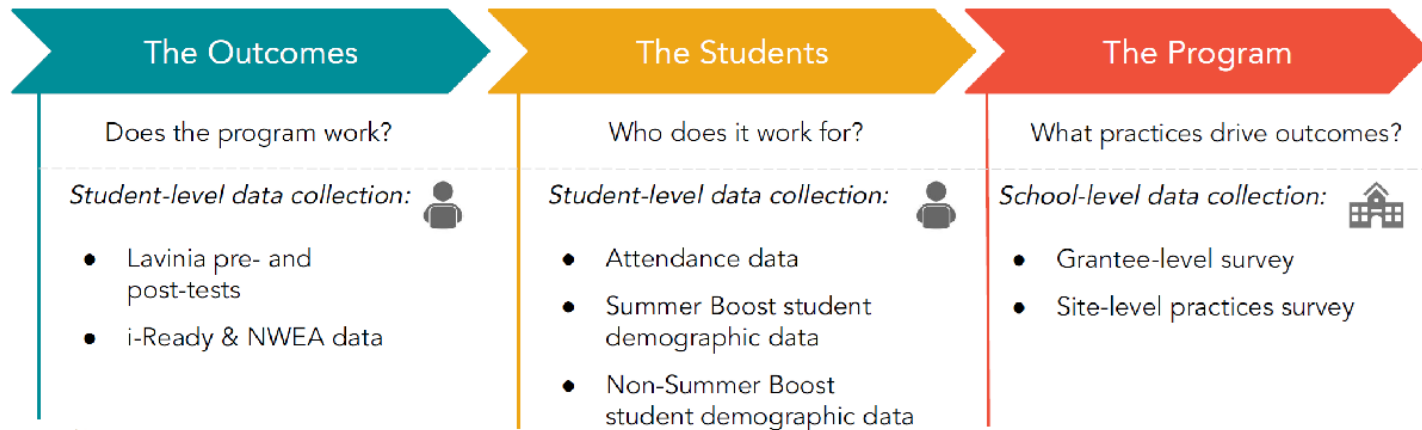 The Outcomes
Does the program work?
Student-level data collection:
● Lavinia pre- and
post-tests
● i-Ready & NWEA data
The Students
Who does it work for?
Student-level data collection:
● Attendance data
● Summer Boost student
demographic data
● Non-Summer Boost
student demographic data
The Program
What practices drive outcomes?
School-level data collection:
● Grantee-level survey
● Site-level practices survey